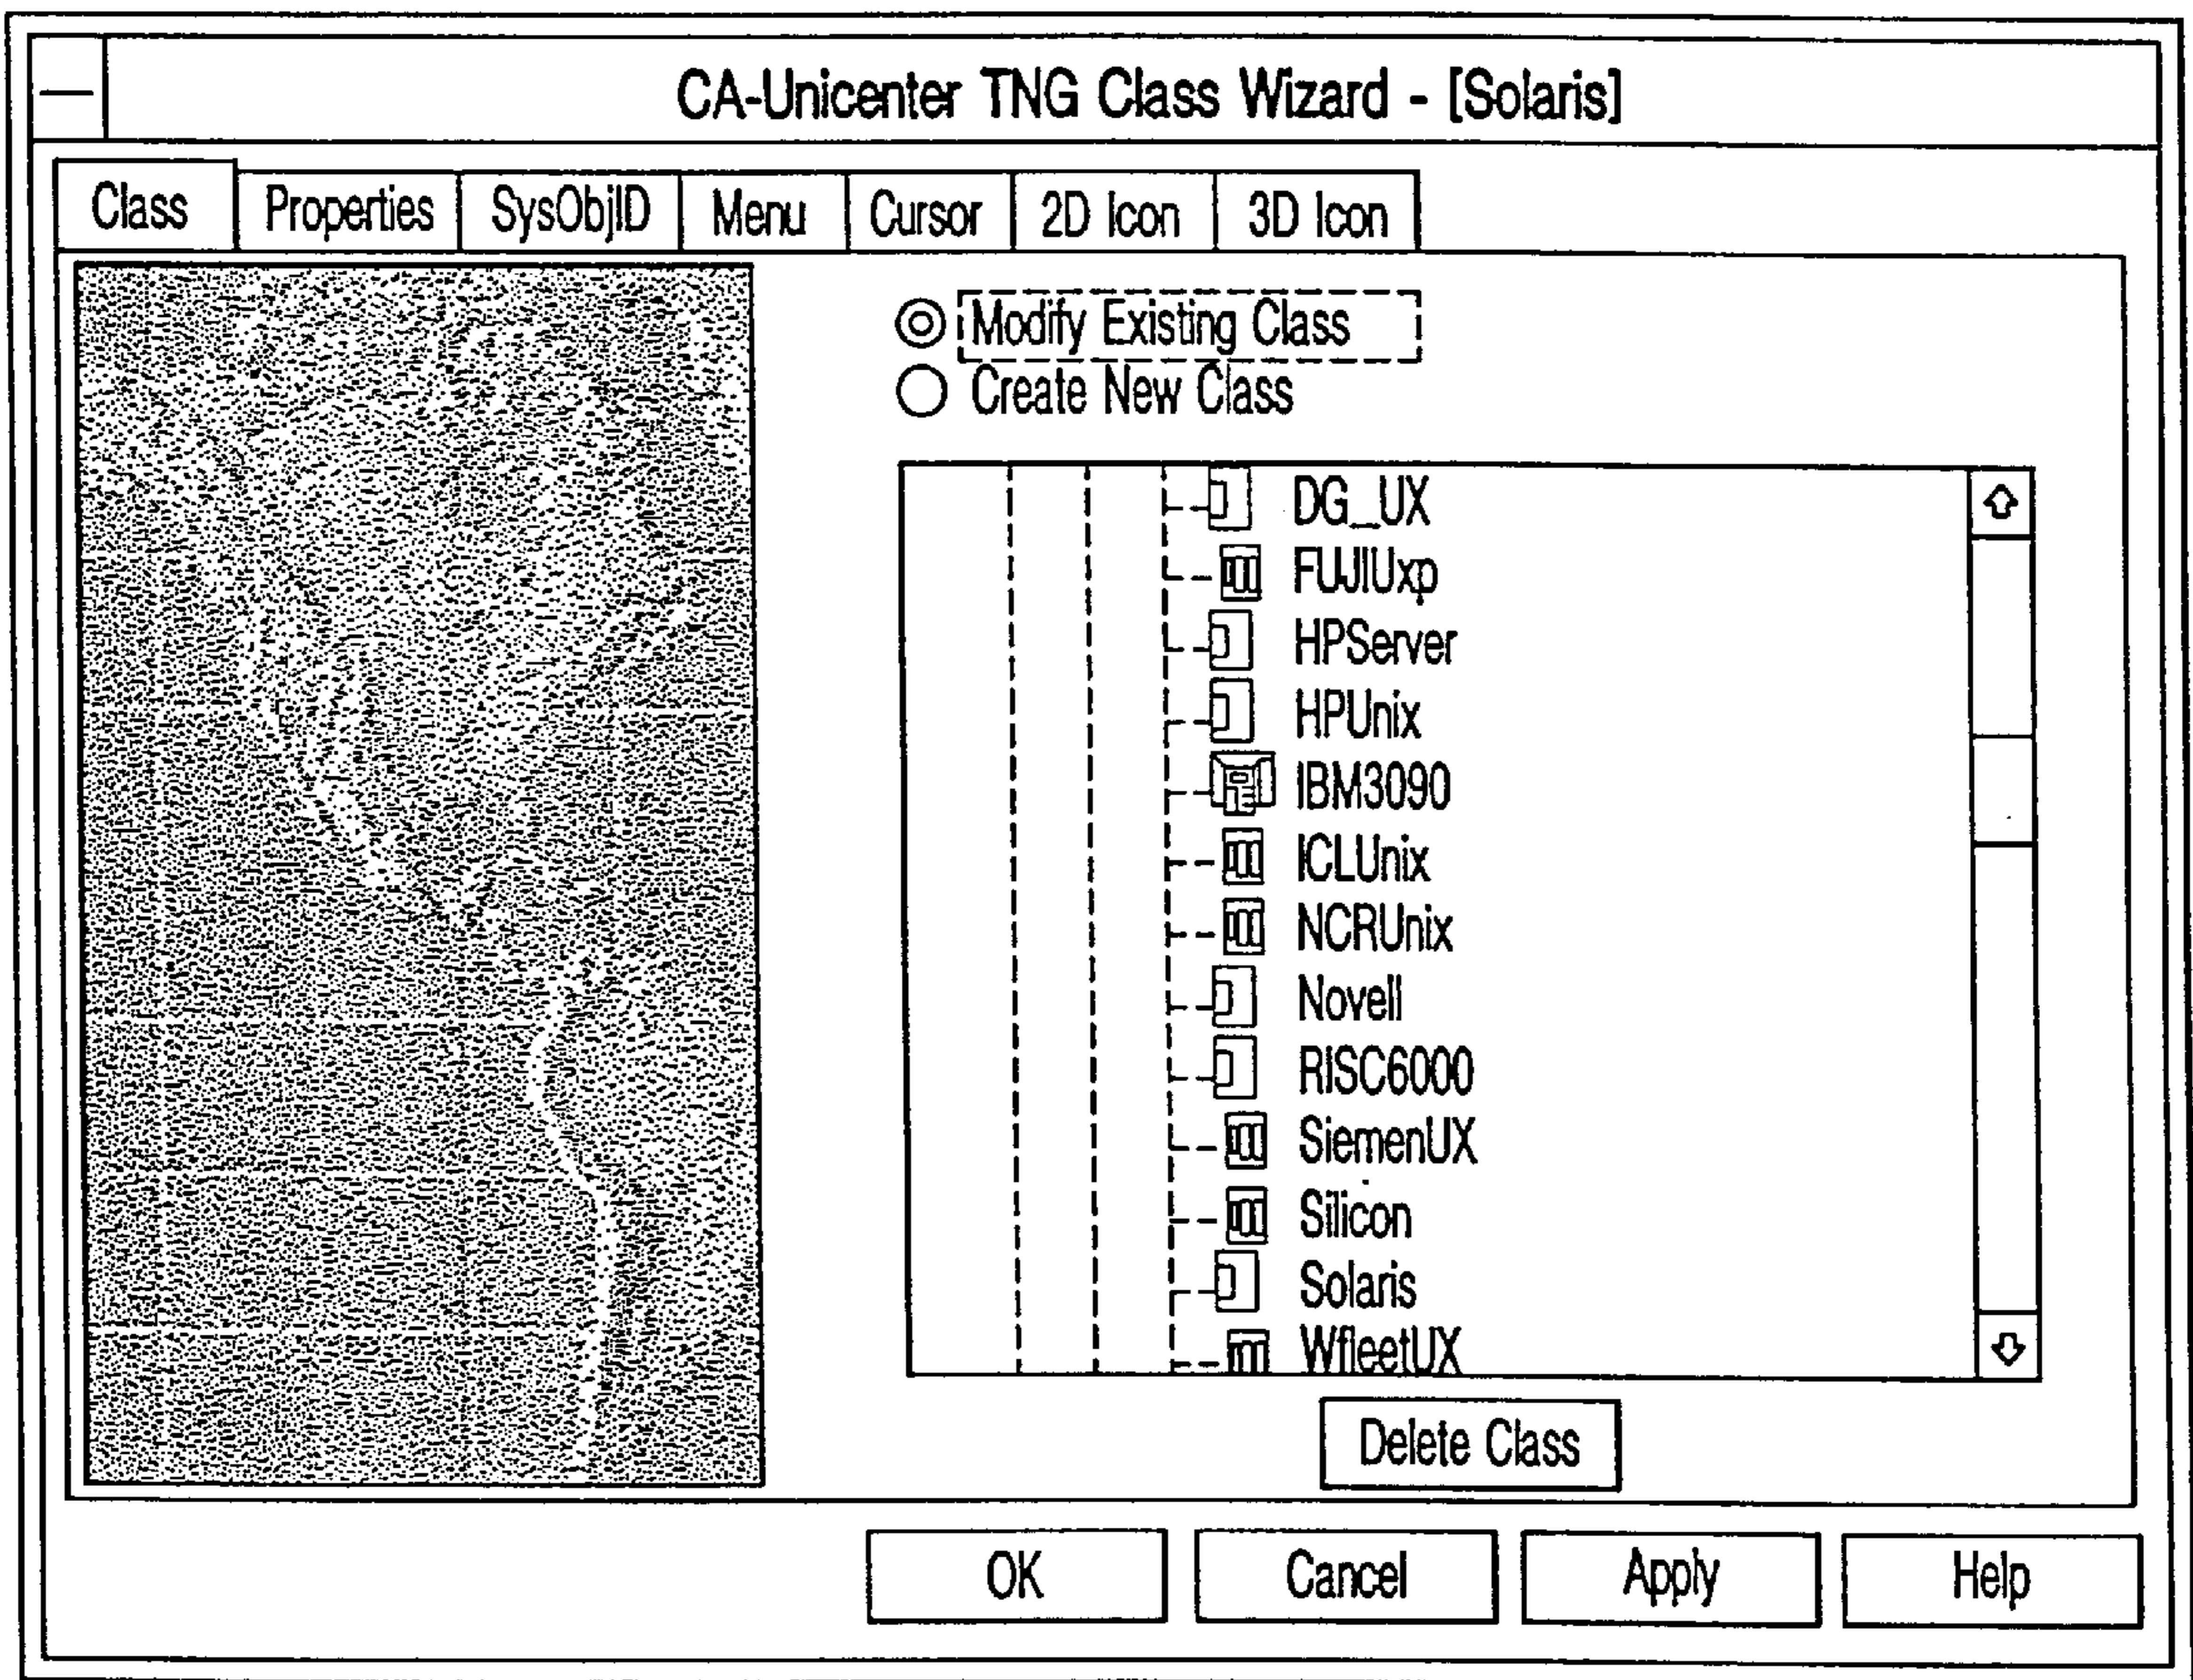 CA-Unicenter TNG Class Wizard - [Solaris]
Class Properties SysObjID Menu Cursor 2D Icon 3D Icon
Modify Existing Class
Create New Class
DG_UX
FUJIUxp
HPServer
HPUnix
IBM3090
ICLUnix
NCRUnix
Novell
RISC6000
SiemenUX
Silicon
Solaris
WfleetUX
Delete Class
OK Cancel Apply Help